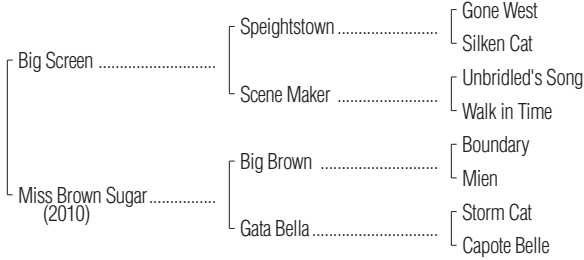 Gone West
Speightstown ......................
Silken Cat
Big Screen .........................
Unbridled's Song
Scene Maker ......................
Walk in Time
Boundary
Big Brown .........................
Mien
Miss Brown Sugar................
(2010)
Storm Cat
Gata Bella...........................
Capote Belle